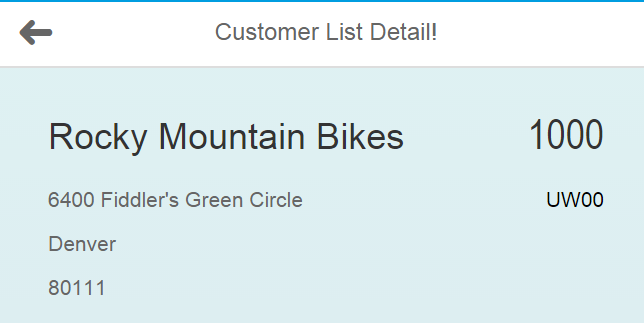 Customer List Detail!
Rocky Mountain Bikes 1000
6400 Fiddler's Green Circle UW00
Denver
80111